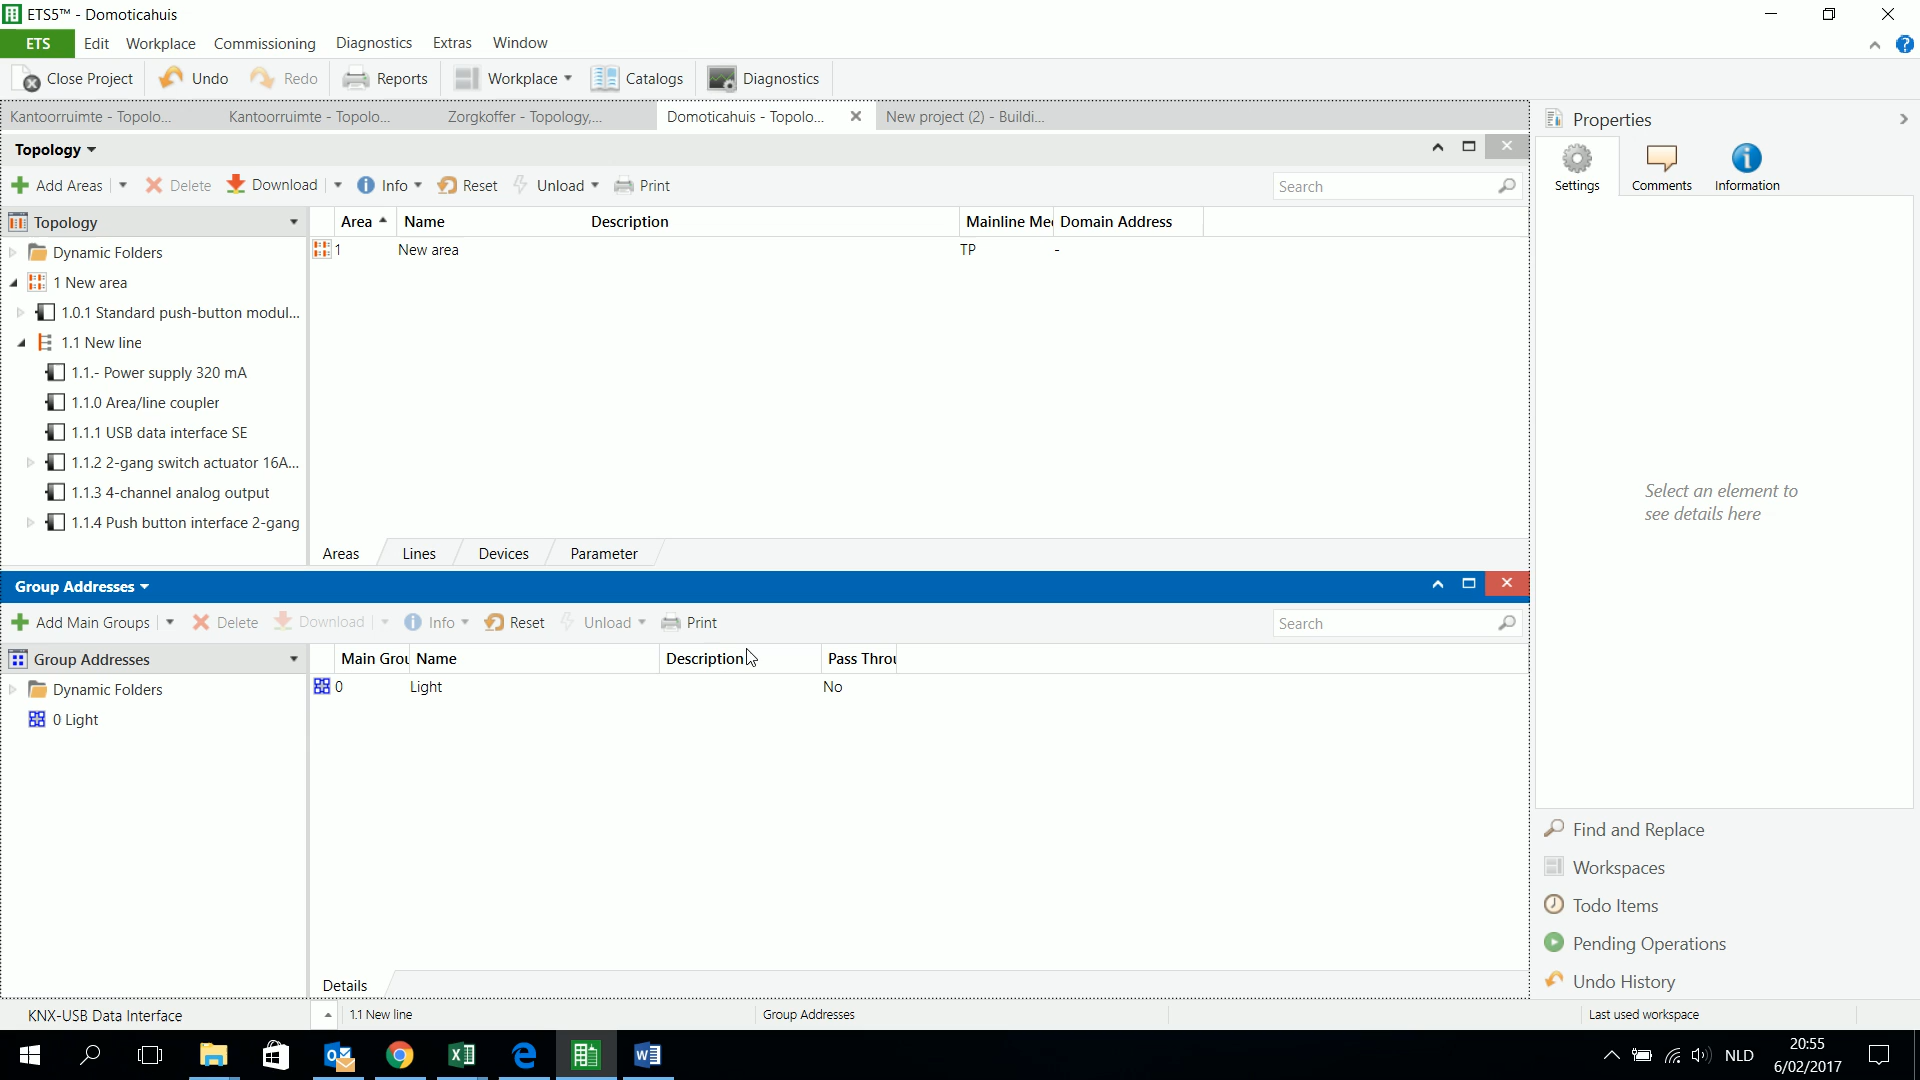 ETS5™ - Domoticahuis
ETS Edit Workplace Commissioning Diagnostics Extras Window
Close Project Undo Redo Reports Workplace Catalogs Diagnostics
Kantoorruimte - Topolo... Kantoorruimte - Topolo... Zorgkoffer - Topology,... Domoticahuis - Topolo... New project (2) - Buildi...
Topology
Add Areas Delete Download Info Reset Unload Print Search
Topology
Dynamic Folders
1 New area
1.0.1 Standard push-button modul...
1.1 New line
1.1.- Power supply 320 mA
1.1.0 Area/line coupler
1.1.1 USB data interface SE
1.1.2 2-gang switch actuator 16A...
1.1.3 4-channel analog output
1.1.4 Push button interface 2-gang
Area Name Description Mainline Me Domain Address
1 New area TP -
Areas Lines Devices Parameter
Group Addresses
Add Main Groups Delete Download Info Reset Unload Print Search
Group Addresses
Dynamic Folders
0 Light
Main Grou Name Description Pass Throu
0 Light No
Details
Properties
Settings Comments Information
Select an element to
see details here
Find and Replace
Workspaces
Todo Items
Pending Operations
Undo History
KNX-USB Data Interface 1.1 New line Group Addresses Last used workspace
NLD
20:55
6/02/2017